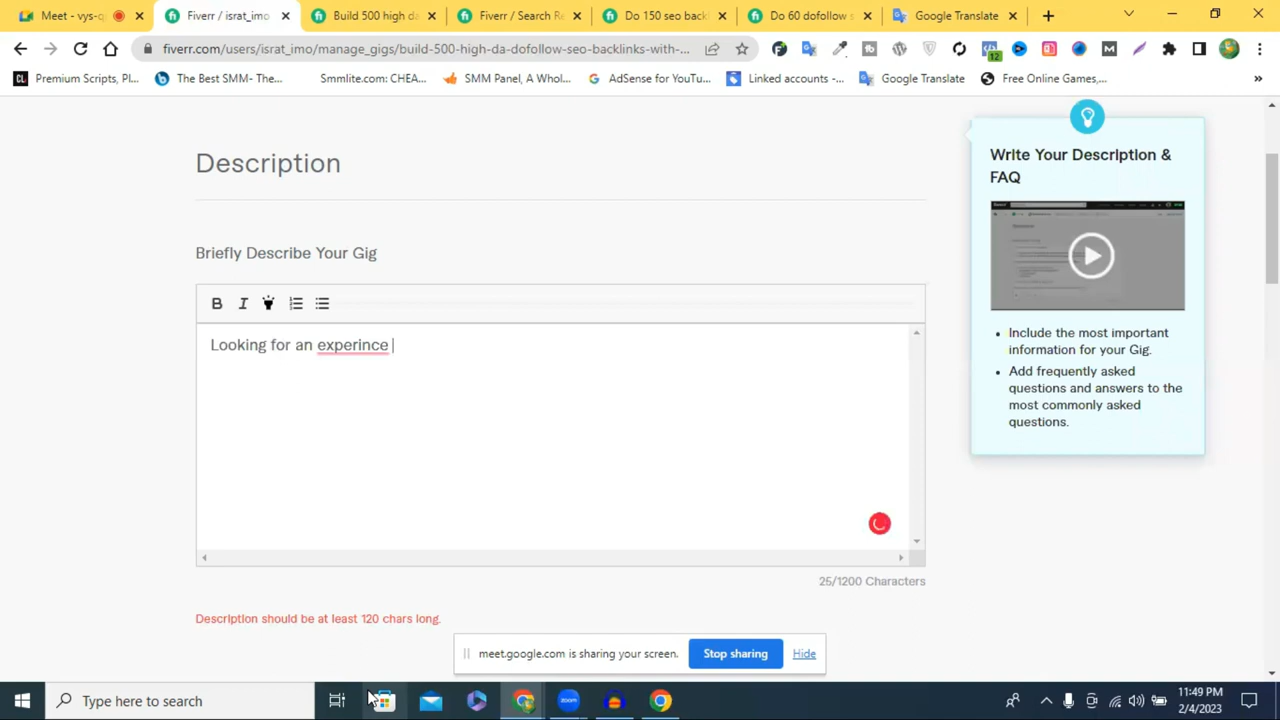 Meet - vys-q
Fiverr / israt_imo
Build 500 high da
Fiverr / Search Re
Do 150 seo backl
Do 60 dofollow s
Google Translate
fiverr.com/users/israt_imo/manage_gigs/build-500-high-da-dofollow-seo-backlinks-with-...
12
Premium Scripts, Pl...
The Best SMM- The...
Smmlite.com: CHEA...
SMM Panel, A Whol...
AdSense for YouTu...
Linked accounts -...
Google Translate
Free Online Games,...
Description
Briefly Describe Your Gig
Looking for an experince
25/1200 Characters
Description should be at least 120 chars long.
Write Your Description &
FAQ
• Include the most important
information for your Gig.
• Add frequently asked
questions and answers to the
most commonly asked
questions.
meet.google.com is sharing your screen.
Stop sharing
Hide
Type here to search
zoom
11:49 PM
2/4/2023